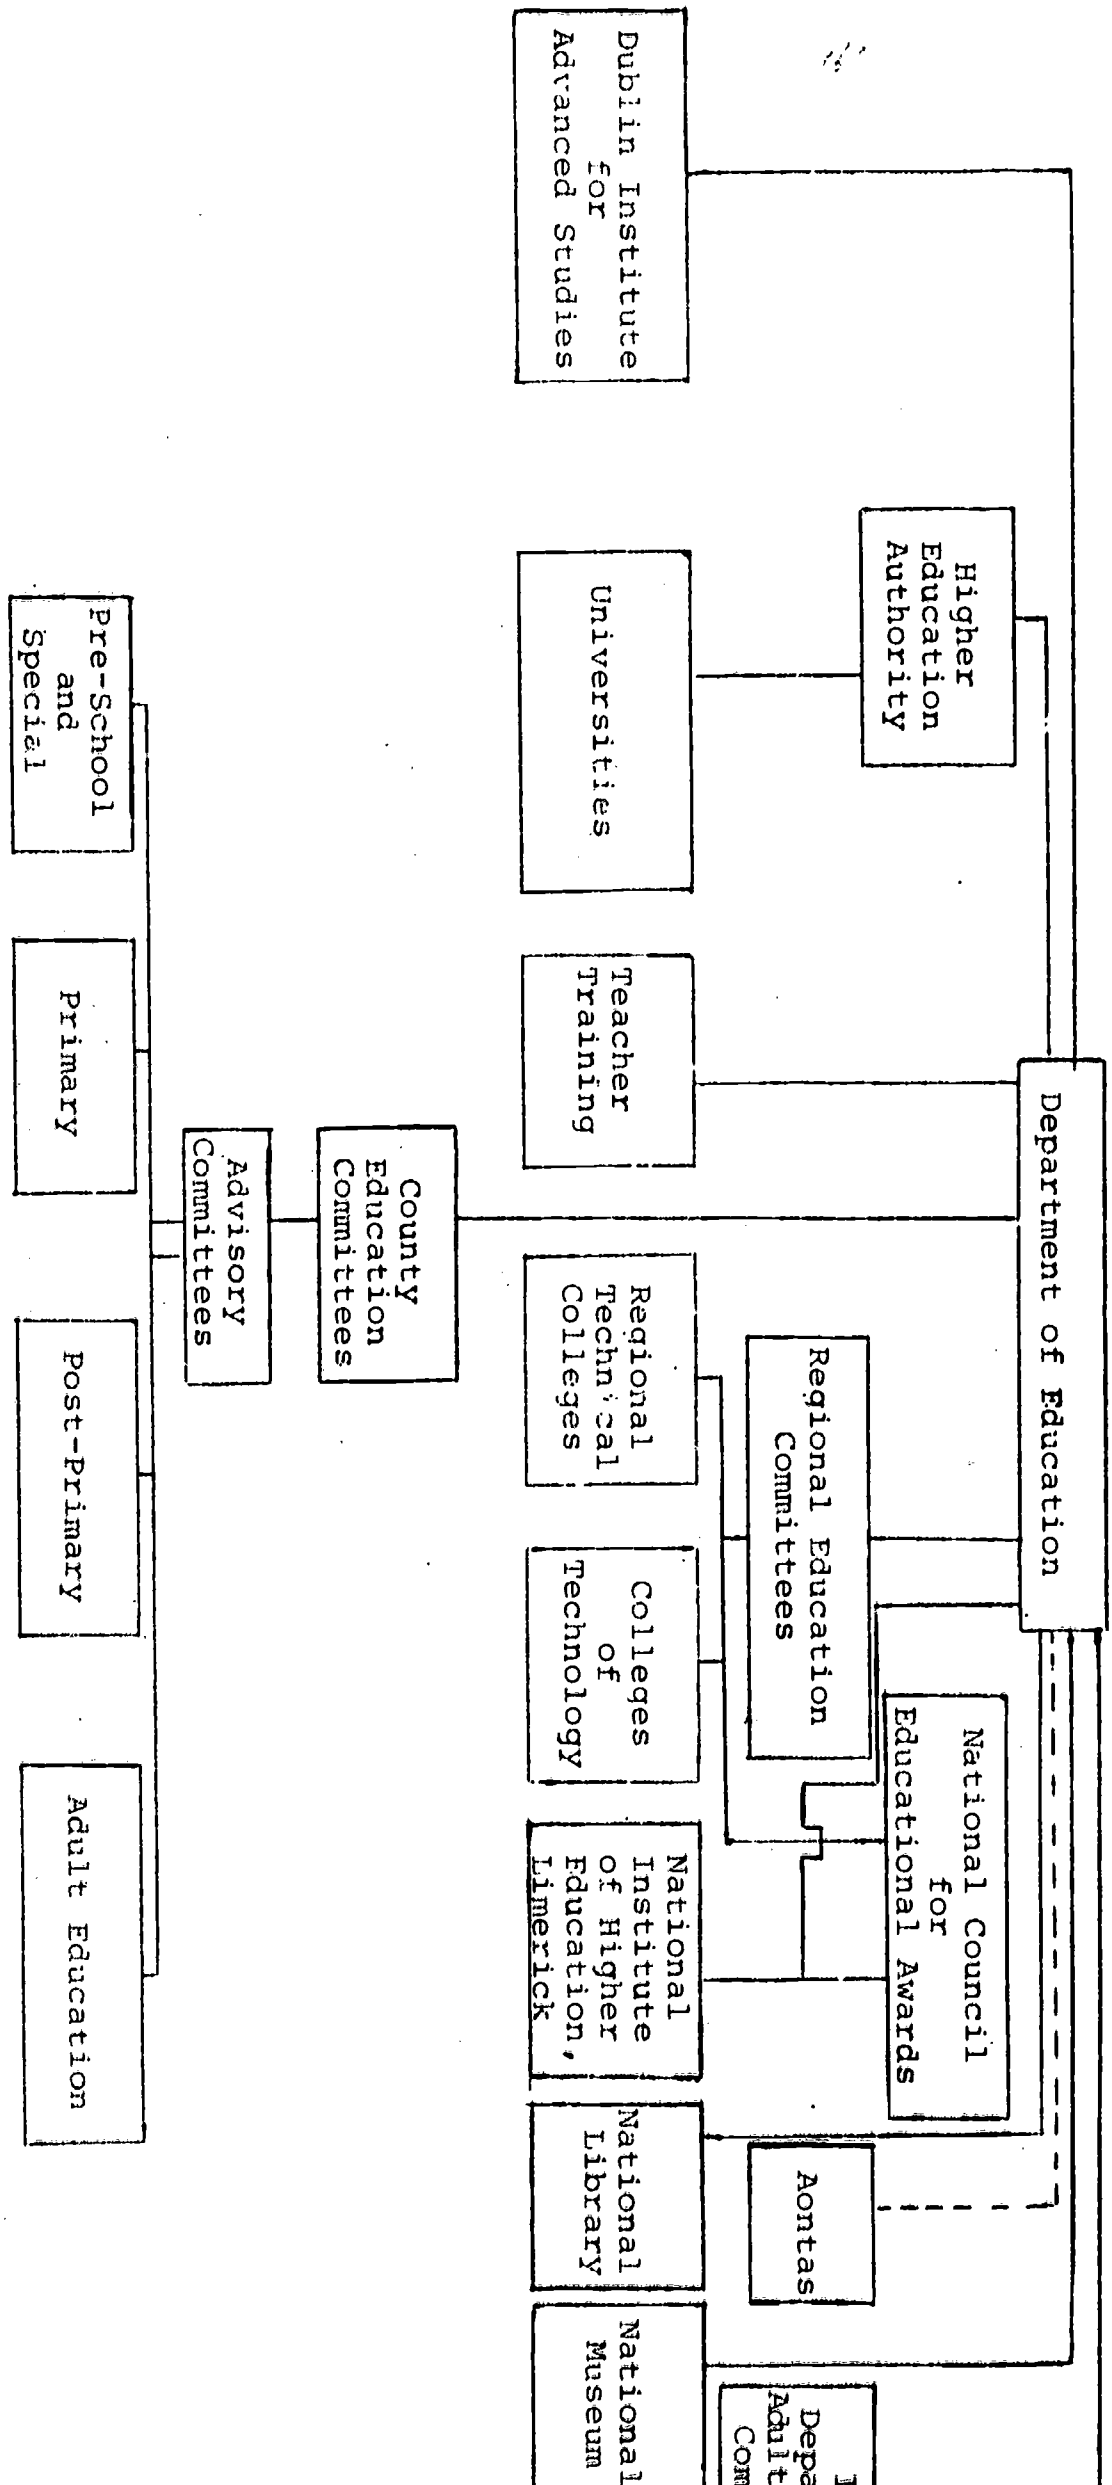 Department of Education
Higher
Education
Authority
National Council
for
Educational Awards
Regional Education
Committees
Aontas
Adult
Dublin Institute
for
Advanced Studies
Universities
Teacher
Training
Regional
Technical
Colleges
Colleges
of
Technology
National
Institute
of Higher
Education,
Limerick
National
Library
National
Museum
County
Education
Committees
Advisory
Committees
Pre-School
and
Special
Primary
Post-Primary
Adult Education